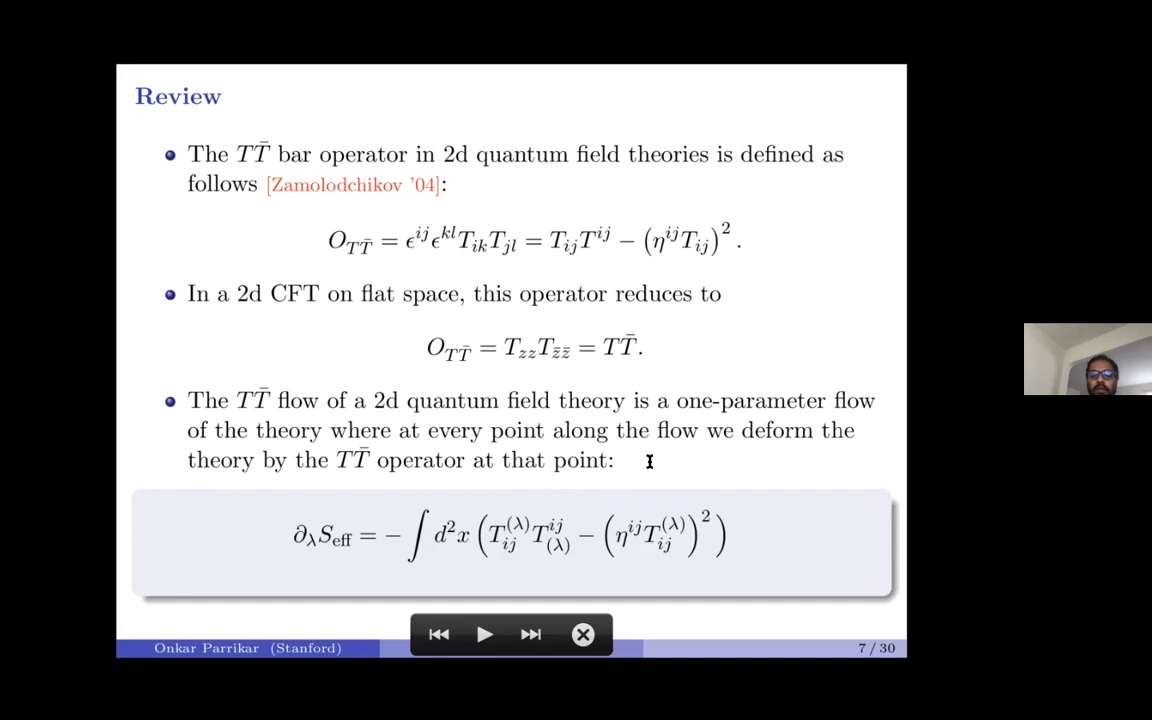 Review
The $T\bar{T}$ bar operator in 2d quantum field theories is defined as
follows [Zamolodchikov '04]:
$O_{T\bar{T}} = \epsilon^{ij}\epsilon^{kl}T_{ik}T_{jl} = T_{ij}T^{ij} - \left(\eta^{ij}T_{ij}\right)^2.$
In a 2d CFT on flat space, this operator reduces to
$O_{T\bar{T}} = T_{zz}T_{\bar{z}\bar{z}} = T\bar{T}.$
The $T\bar{T}$ flow of a 2d quantum field theory is a one-parameter flow
of the theory where at every point along the flow we deform the
theory by the $T\bar{T}$ operator at that point:
$\partial_\lambda S_{\text{eff}} = -\int d^2x \left(T^{(\lambda)}_{ij}T^{ij}_{(\lambda)} - \left(\eta^{ij}T^{(\lambda)}_{ij}\right)^2\right)$
Onkar Parrikar (Stanford)
7 / 30